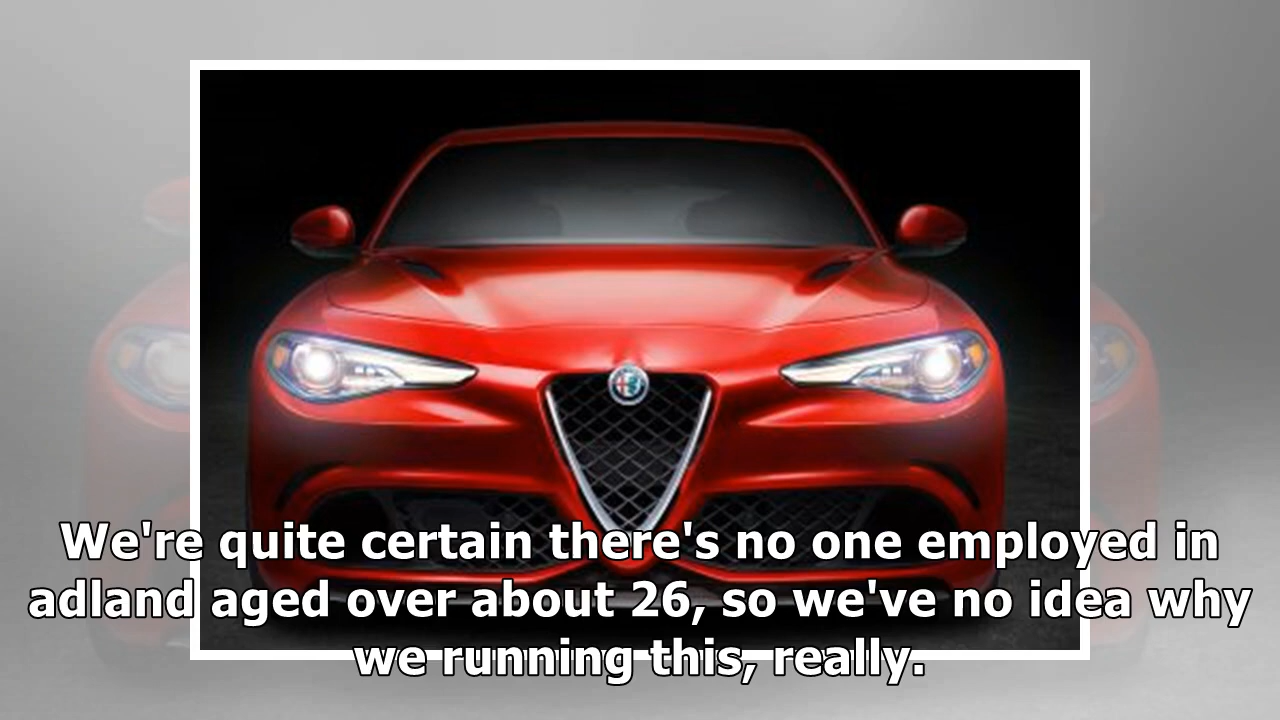 We're quite certain there's no one employed in
adland aged over about 26, so we've no idea why
we running this, really.